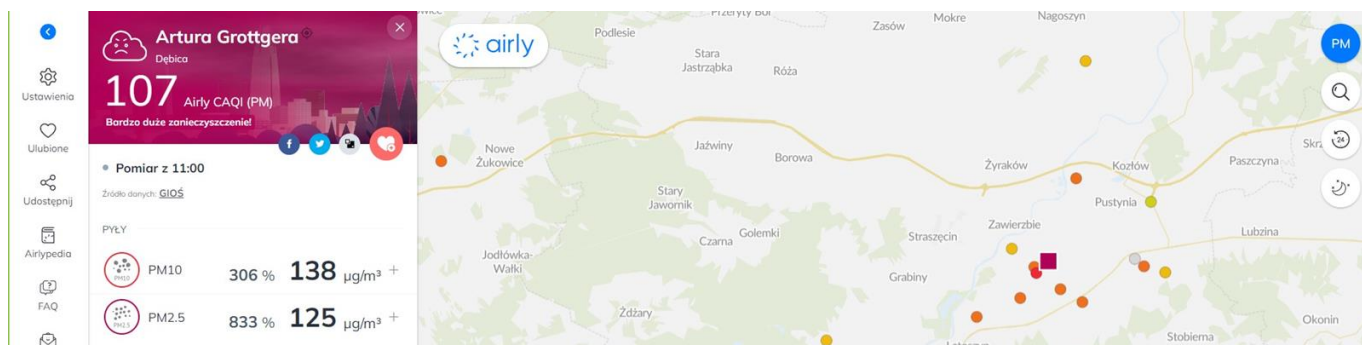 Ustawienia
Ulubione
Udostępnij
Airlypedia
FAQ
Artura Grottgera
Dębica
107 Airly CAQI (PM)
Bardzo duże zanieczyszczenie!
Pomiar z 11:00
Źródło danych: GIOŚ
PYŁY
PM10 PM10 306 % 138 µg/m³ +
PM2.5 PM2.5 833 % 125 µg/m³ +
airly
Przeryty Bór
Podlesie
Zasów
Mokre
Nagoszyn
PM
Stara
Jastrząbka
Róża
24
Nowe
Żukowice
Jaźwiny
Borowa
Żyraków
Kozłów
Paszczyna
Stary
Jawornik
Pustynia
Zawierzbie
Golemki
Czarna
Straszęcin
Lubzina
Jodłówka-
Wałki
Grabiny
Żdżary
Okonin
Stobierna